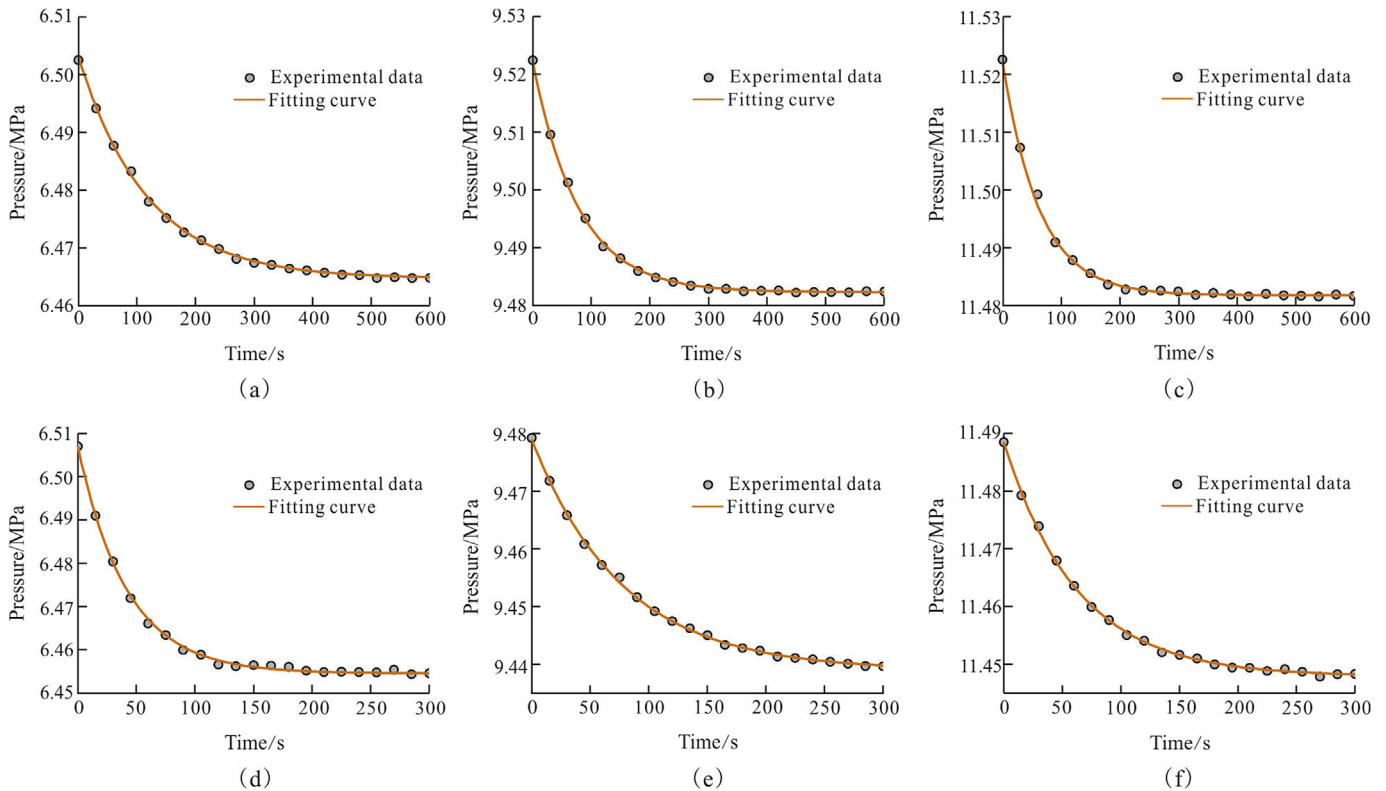 6.51
6.50
6.49
6.48
6.47
6.46
Pressure/MPa
Experimental data
Fitting curve
0 100 200 300 400 500 600
Time/s
(a)
9.53
9.52
9.51
9.50
9.49
9.48
Pressure/MPa
Experimental data
Fitting curve
0 100 200 300 400 500 600
Time/s
(b)
11.53
11.52
11.51
11.50
11.49
11.48
Pressure/MPa
Experimental data
Fitting curve
0 100 200 300 400 500 600
Time/s
(c)
6.51
6.50
6.49
6.48
6.47
6.46
6.45
Pressure/MPa
Experimental data
Fitting curve
0 50 100 150 200 250 300
Time/s
(d)
9.48
9.47
9.46
9.45
9.44
Pressure/MPa
Experimental data
Fitting curve
0 50 100 150 200 250 300
Time/s
(e)
11.49
11.48
11.47
11.46
11.45
Pressure/MPa
Experimental data
Fitting curve
0 50 100 150 200 250 300
Time/s
(f)